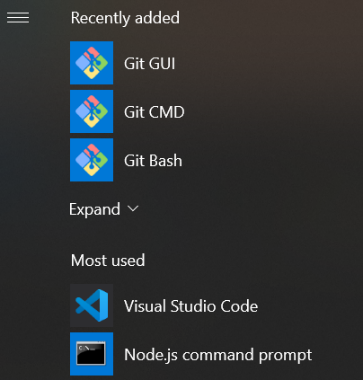 Recently added
Git GUI
Git CMD
Git Bash
Expand
Most used
Visual Studio Code
Node.js command prompt